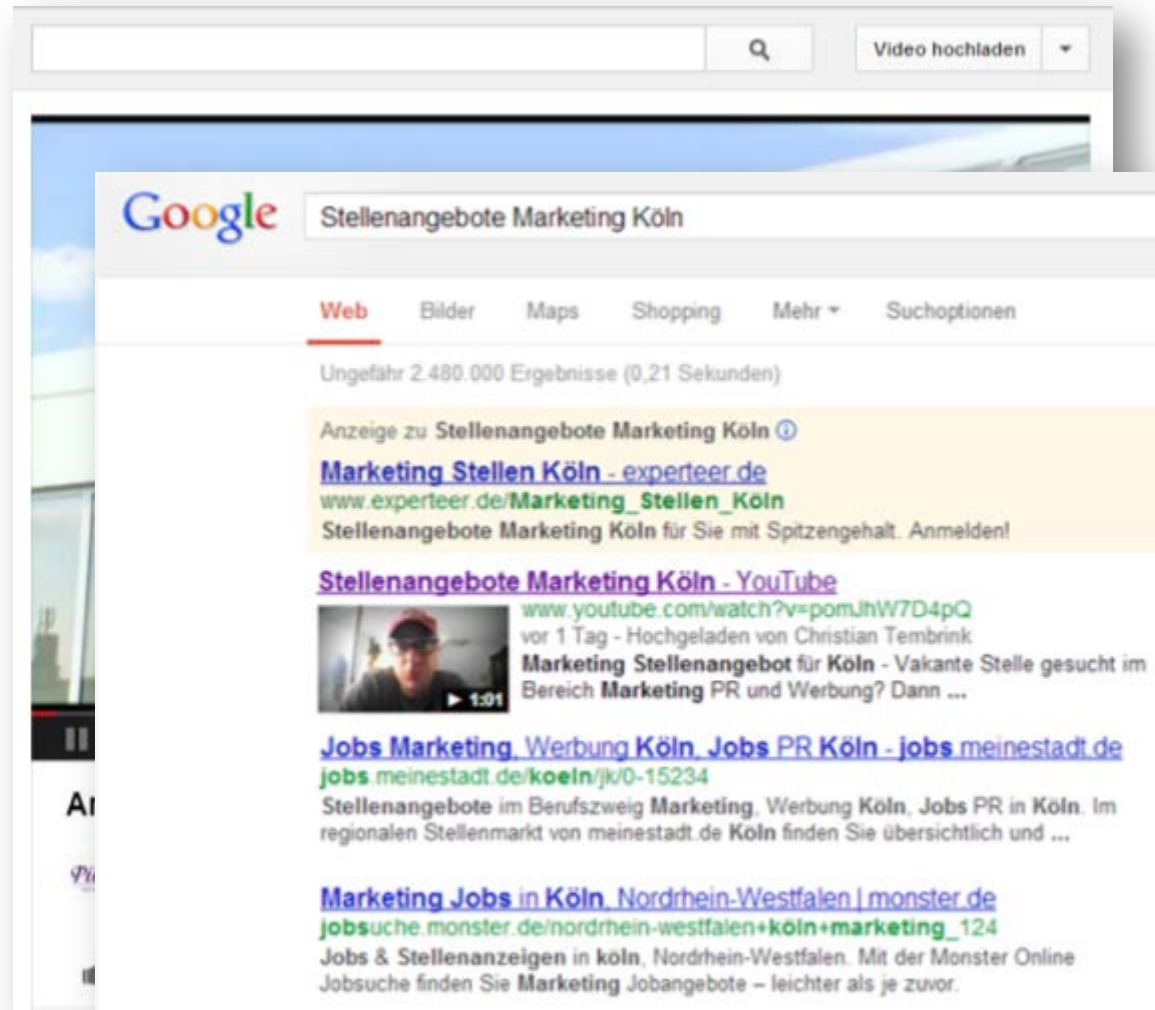 Video hochladen
Google Stellenangebote Marketing Köln
Web Bilder Maps Shopping Mehr Suchoptionen
Ungefähr 2.480.000 Ergebnisse (0,21 Sekunden)
Anzeige zu Stellenangebote Marketing Köln
Marketing Stellen Köln - experteer.de
www.experteer.de/Marketing_Stellen_Köln
Stellenangebote Marketing Köln für Sie mit Spitzengehalt. Anmelden!
Stellenangebote Marketing Köln - YouTube
www.youtube.com/watch?v=pomJhW7D4pQ
vor 1 Tag - Hochgeladen von Christian Tembrink
Marketing Stellenangebot für Köln - Vakante Stelle gesucht im
Bereich Marketing PR und Werbung? Dann ...
1:01
Jobs Marketing, Werbung Köln, Jobs PR Köln - jobs.meinestadt.de
jobs.meinestadt.de/koeln/jk/0-15234
Stellenangebote im Berufszweig Marketing, Werbung Köln, Jobs PR in Köln. Im
regionalen Stellenmarkt von meinestadt.de Köln finden Sie übersichtlich und ...
Marketing Jobs in Köln, Nordrhein-Westfalen | monster.de
jobsuche.monster.de/nordrhein-westfalen+köln+marketing_124
Jobs & Stellenanzeigen in köln, Nordrhein-Westfalen. Mit der Monster Online
Jobsuche finden Sie Marketing Jobangebote – leichter als je zuvor.